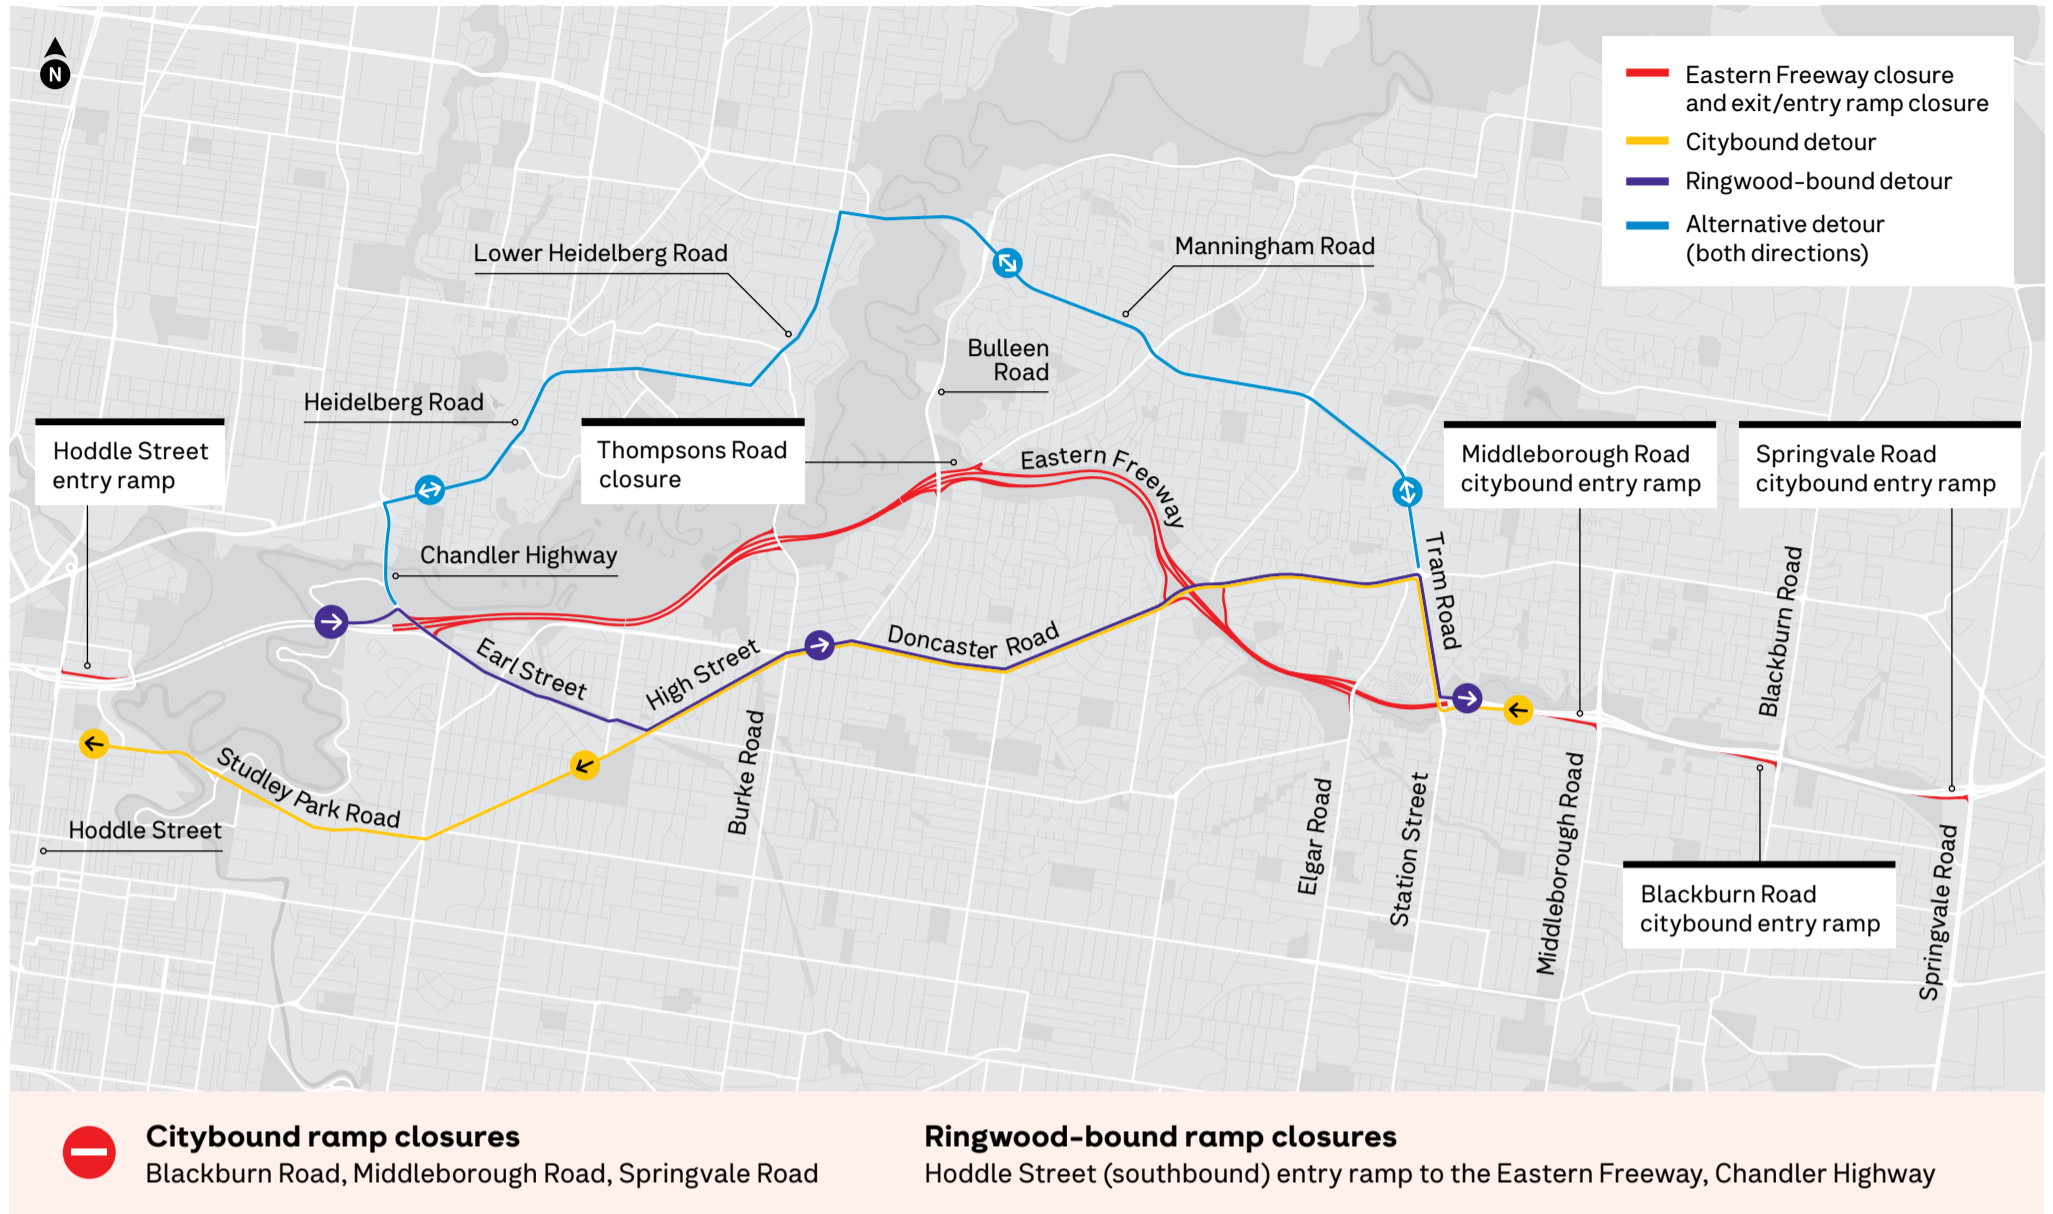 N
Eastern Freeway closure
and exit/entry ramp closure
Citybound detour
Ringwood-bound detour
Alternative detour
(both directions)
Lower Heidelberg Road
Manningham Road
Bulleen
Road
Heidelberg Road
Hoddle Street
entry ramp
Thompsons Road
closure
Eastern Freeway
Middleborough Road
citybound entry ramp
Springvale Road
citybound entry ramp
Chandler Highway
Tram Road
Blackburn Road
Earl Street
High Street
Doncaster Road
Burke Road
Studley Park Road
Hoddle Street
Elgar Road
Station Street
Middleborough Road
Blackburn Road
citybound entry ramp
Springvale Road
Citybound ramp closures
Blackburn Road, Middleborough Road, Springvale Road
Ringwood-bound ramp closures
Hoddle Street (southbound) entry ramp to the Eastern Freeway, Chandler Highway